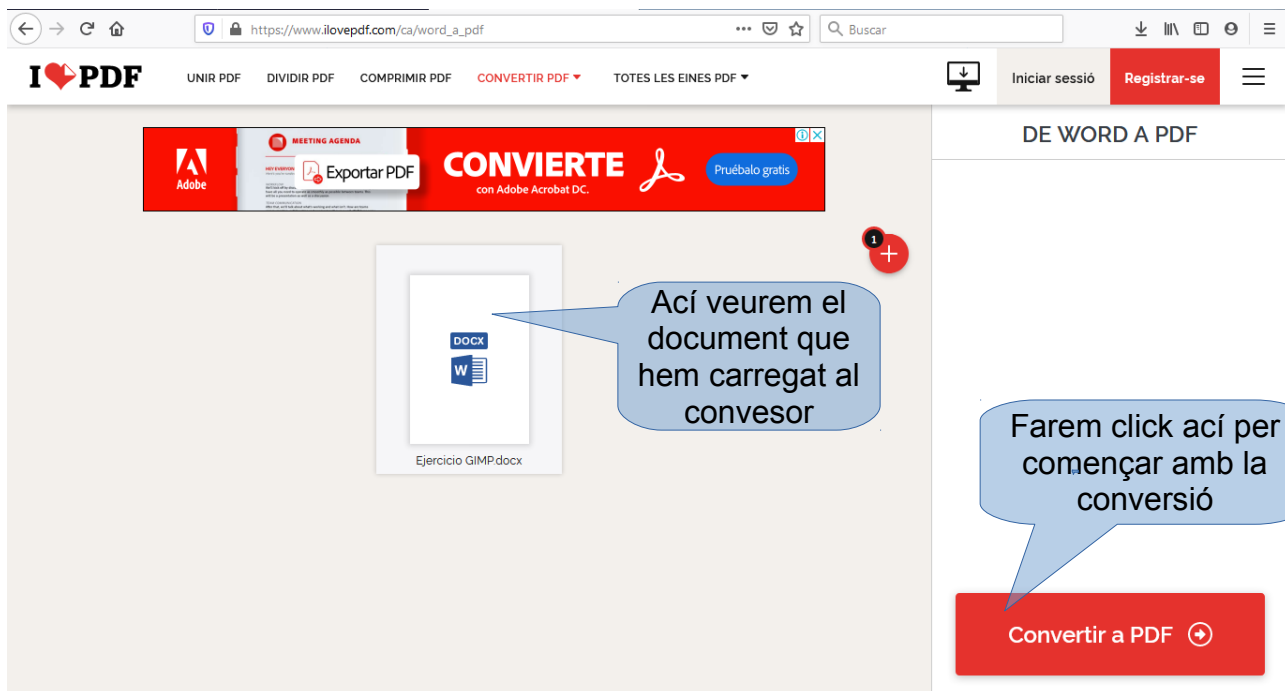 https://www.ilovepdf.com/ca/word_a_pdf
Buscar
I PDF
UNIR PDF
DIVIDIR PDF
COMPRIMIR PDF
CONVERTIR PDF
TOTES LES EINES PDF
Iniciar sessió
Registrar-se
DE WORD A PDF
Adobe
MEETING AGENDA
Exportar PDF
CONVIERTE
con Adobe Acrobat DC.
Pruébalo gratis
1
Ací veurem el
document que
hem carregat al
convesor
DOCX
W
Ejercicio GIMP.docx
Farem click ací per
començar amb la
conversió
Convertir a PDF